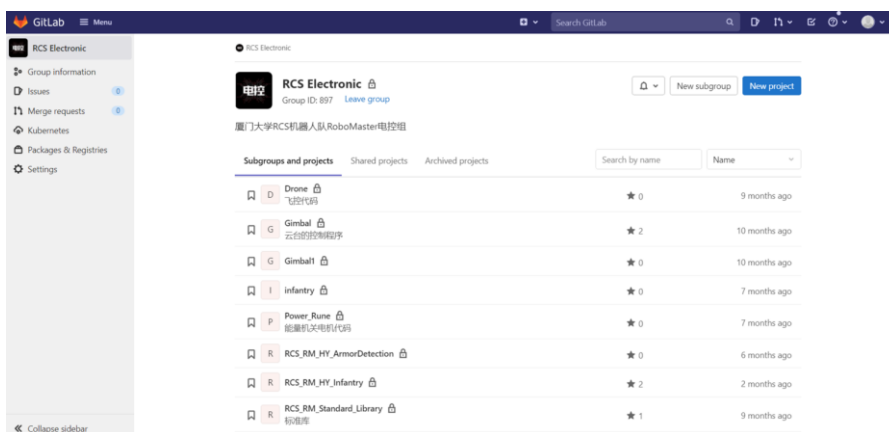 GitLab
Menu
Search GitLab
电控
RCS Electronic
Group information
Issues 0
Merge requests 0
Kubernetes
Packages & Registries
Settings
Collapse sidebar
RCS Electronic
电控
RCS Electronic
Group ID: 897 Leave group
New subgroup
New project
厦门大学RCS机器人队RoboMaster电控组
Subgroups and projects Shared projects Archived projects
Search by name
Name
D Drone 0 9 months ago
飞控代码
G Gimbal 2 10 months ago
云台的控制程序
G Gimbal1 0 10 months ago
I infantry 0 7 months ago
P Power_Rune 0 7 months ago
能量机关电机代码
R RCS_RM_HY_ArmorDetection 0 6 months ago
R RCS_RM_HY_Infantry 2 2 months ago
R RCS_RM_Standard_Library 1 9 months ago
标准库